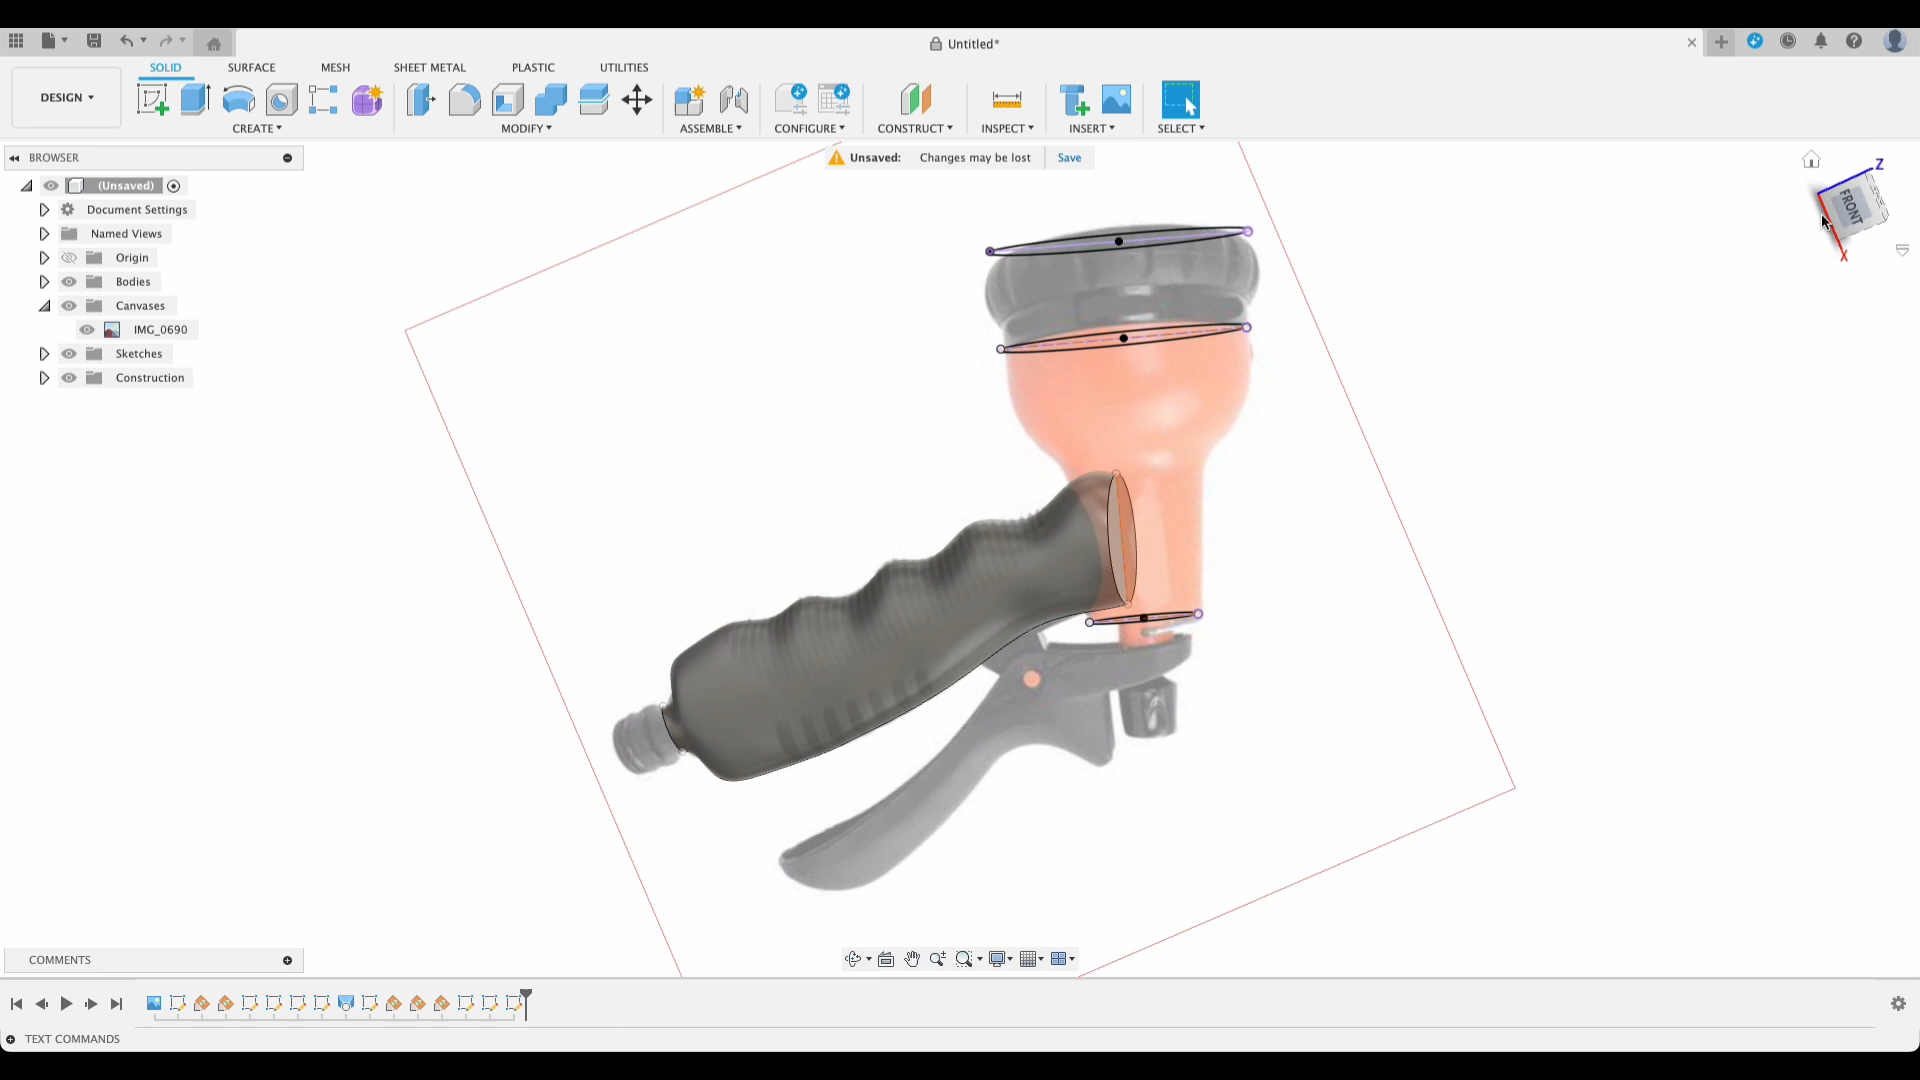 Untitled*
SOLID SURFACE MESH SHEET METAL PLASTIC UTILITIES
DESIGN
CREATE MODIFY ASSEMBLE CONFIGURE CONSTRUCT INSPECT INSERT SELECT
BROWSER
Unsaved: Changes may be lost Save
(Unsaved)
Document Settings
Named Views
Origin
Bodies
Canvases
IMG_0690
Sketches
Construction
Z
FRONT
X
COMMENTS
TEXT COMMANDS